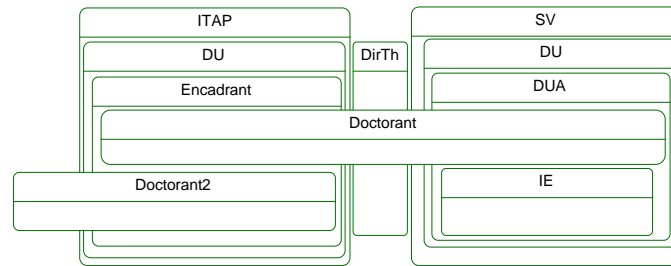 ITAP
SV
DU
DirTh
DU
Encadrant
DUA
Doctorant
Doctorant2
IE